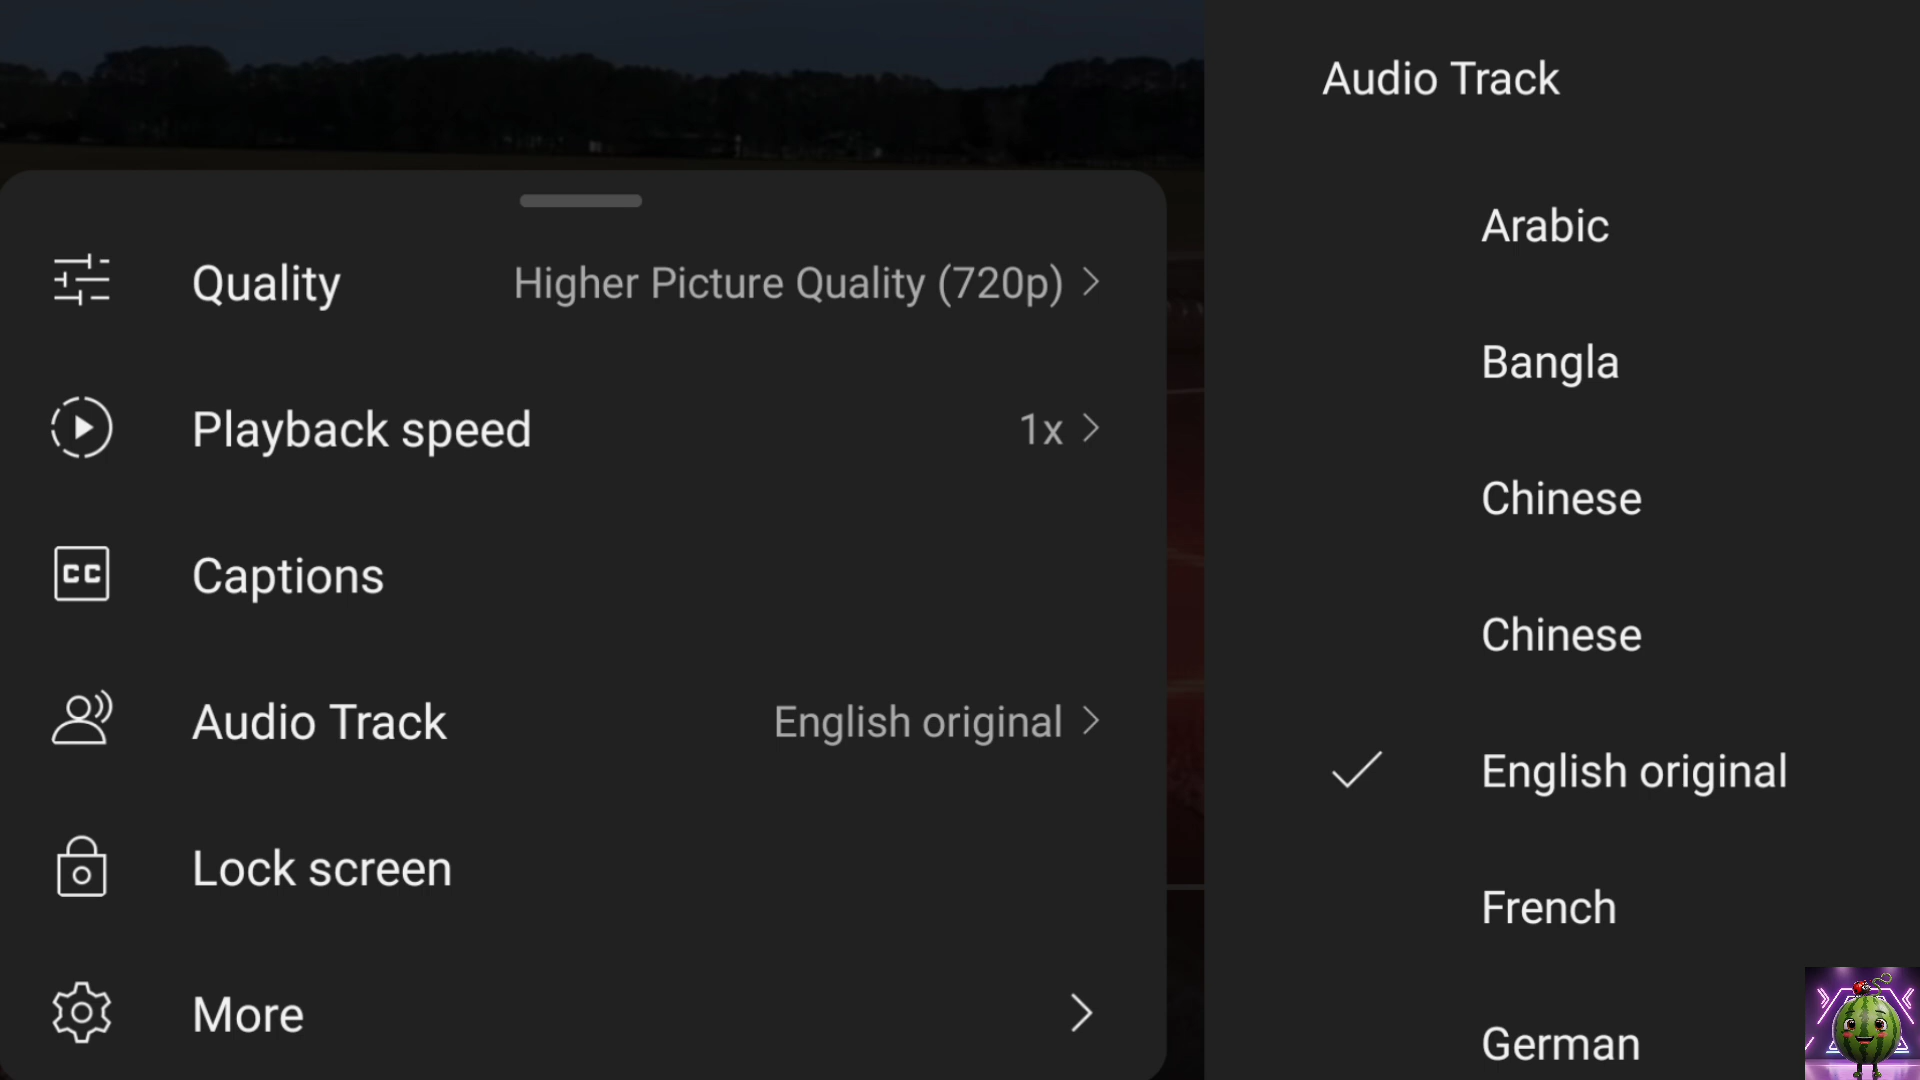 Quality Higher Picture Quality (720p)
Playback speed 1x
CC Captions
Audio Track English original
Lock screen
More
Audio Track
Arabic
Bangla
Chinese
Chinese
English original
French
German